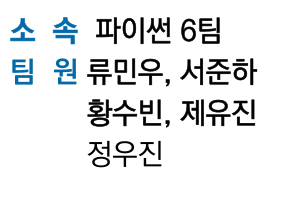 소 속 파이썬 6팀
팀 원 류민우, 서준하
황수빈, 제유진
정우진